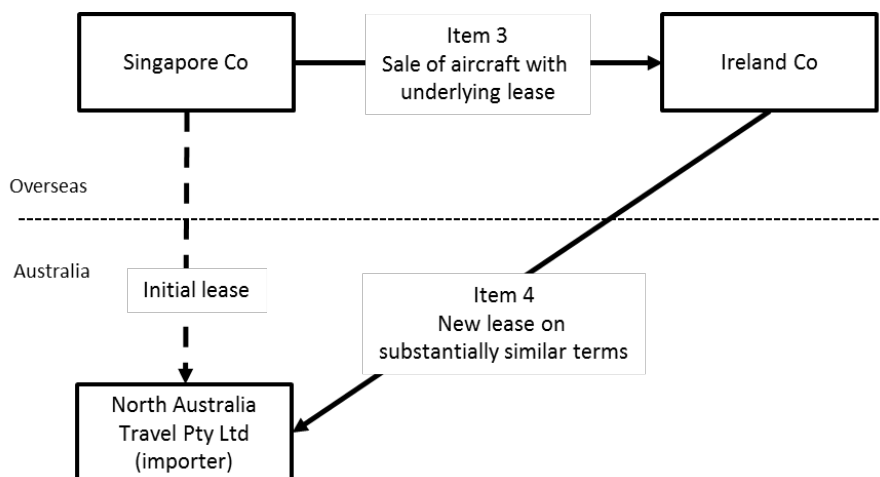 Singapore Co
Item 3
Sale of aircraft with
underlying lease
Ireland Co
Overseas
Australia
Initial lease
Item 4
New lease on
substantially similar terms
North Australia
Travel Pty Ltd
(importer)